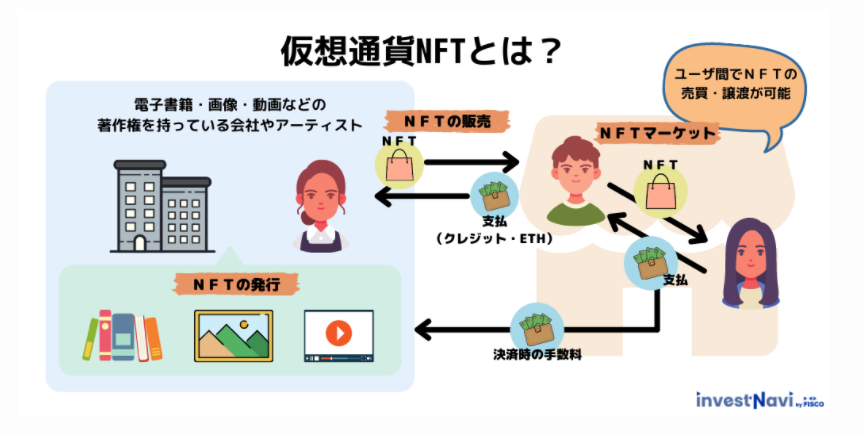 仮想通貨NFTとは？
電子書籍・画像・動画などの
著作権を持っている会社やアーティスト
ＮＦＴの販売
ＮＦＴ
支払
（クレジット・ETH）
ＮＦＴマーケット
ユーザ間でＮＦＴの
売買・譲渡が可能
ＮＦＴ
支払
ＮＦＴの発行
決済時の手数料
investNavi by FISCO